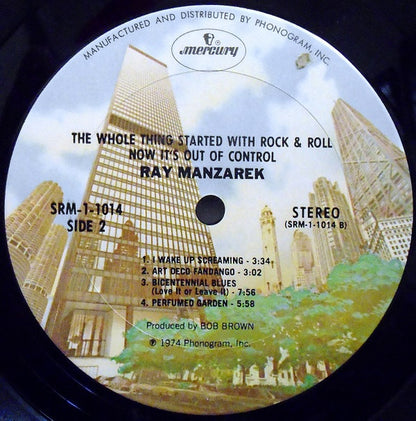 MANUFACTURED AND DISTRIBUTED BY PHONOGRAM, INC.
mercury
THE WHOLE THING STARTED WITH ROCK & ROLL
NOW IT'S OUT OF CONTROL
RAY MANZAREK
SRM-1-1014
SIDE 2
STEREO
(SRM-1-1014 B)
1. I WAKE UP SCREAMING - 3:34
2. ART DECO FANDANGO - 3:02
3. BICENTENNIAL BLUES
(Love It or Leave It) - 7:56
4. PERFUMED GARDEN - 5:58
Produced by BOB BROWN
℗ 1974 Phonogram, Inc.